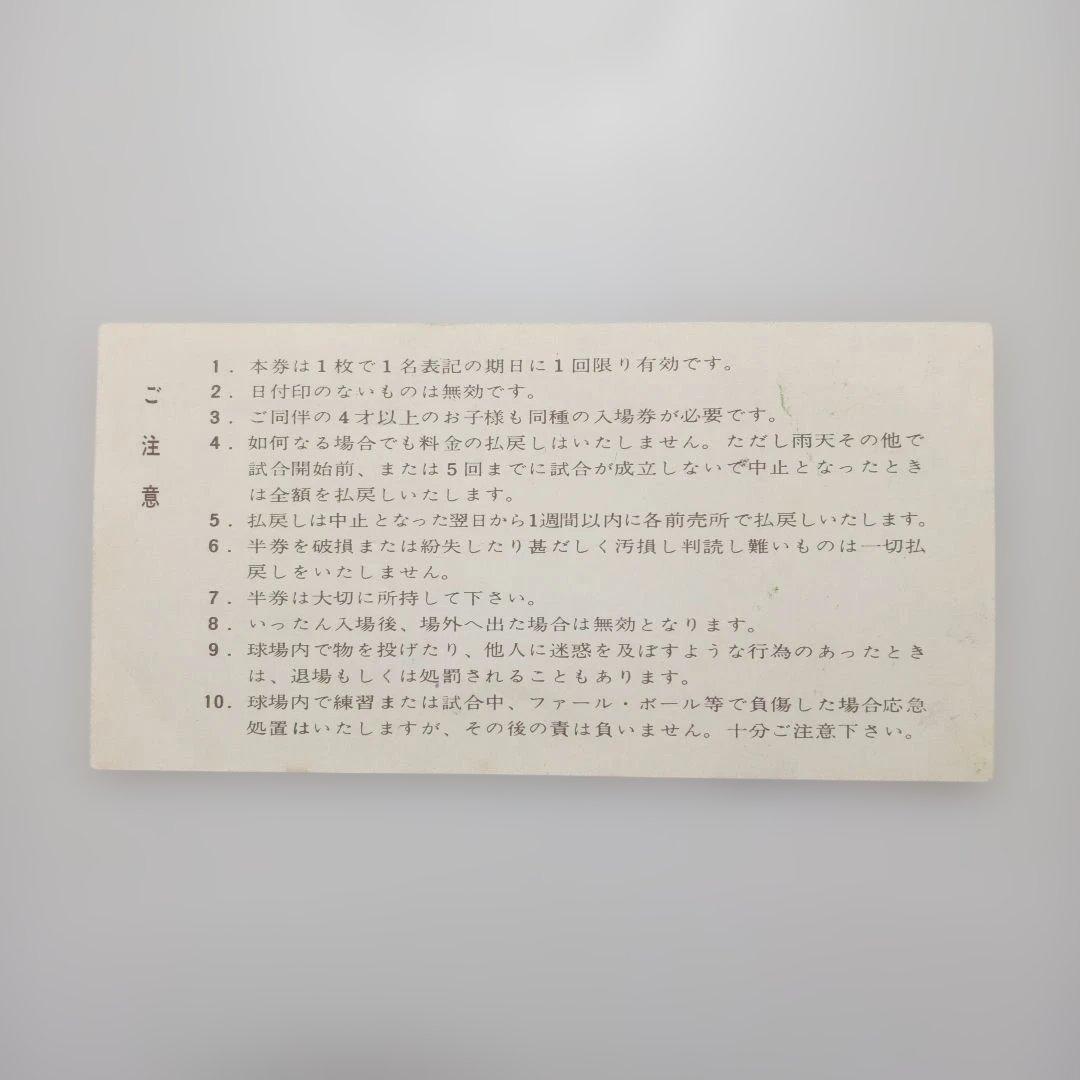 ご注意
1. 本券は1枚で1名表記の期日に1回限り有効です。
2. 日付印のないものは無効です。
3. ご同伴の4才以上のお子様も同種の入場券が必要です。
4. 如何なる場合でも料金の払戻しはいたしません。ただし雨天その他で
試合開始前、または5回までに試合が成立しないで中止となったとき
は全額を払戻しいたします。
5. 払戻しは中止となった翌日から1週間以内に各前売所で払戻しいたします。
6. 半券を破損または紛失したり甚だしく汚損し判読し難いものは一切払
戻しをいたしません。
7. 半券は大切に所持して下さい。
8. いったん入場後、場外へ出た場合は無効となります。
9. 球場内で物を投げたり、他人に迷惑を及ぼすような行為のあったとき
は、退場もしくは処罰されることもあります。
10. 球場内で練習または試合中、ファール・ボール等で負傷した場合応急
処置はいたしますが、その後の責は負いません。十分ご注意下さい。